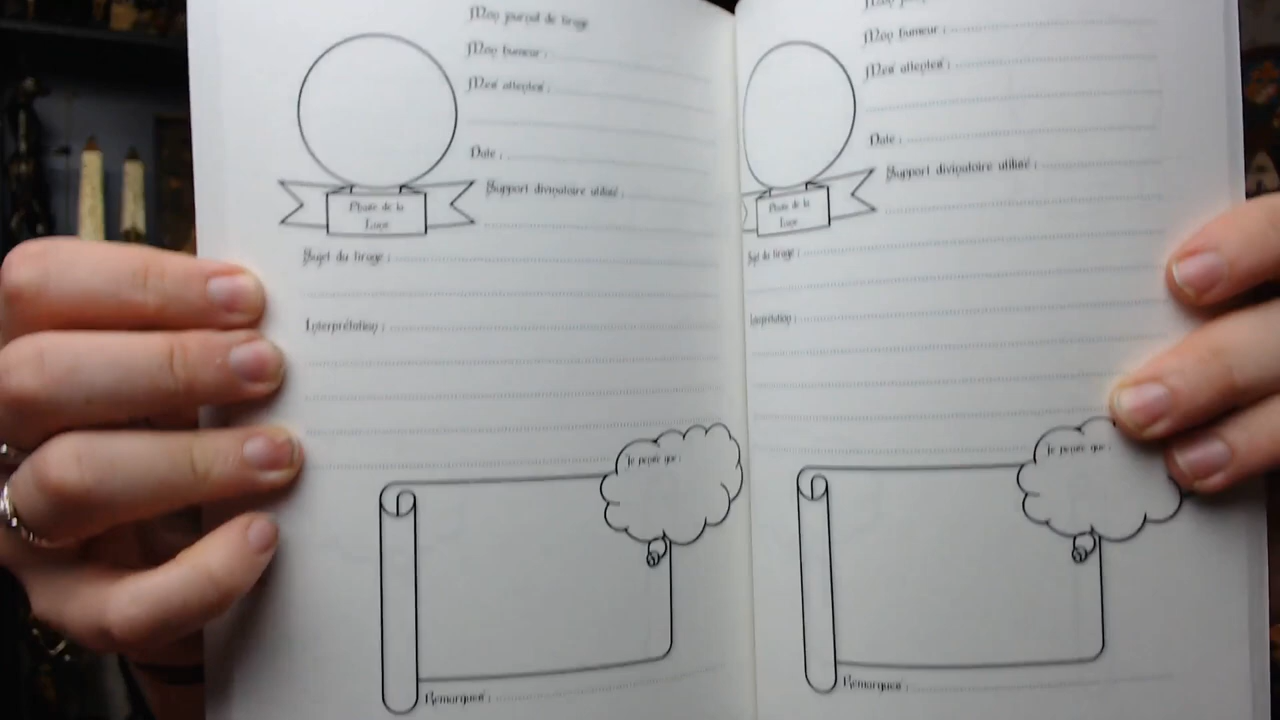 Mon journal de tirage
Mon humeur :
Mes attentes :
Date :
Support divinatoire utilisé :
Phase de la
Lune
Sujet du tirage :
Interprétation :
Je pense que :
Remarques :
Mon
Mon humeur :
Mes attentes :
Date :
Support divinatoire utilisé :
Phase de la
Lune
Sujet du tirage :
Interprétation :
Je pense que :
Remarques :